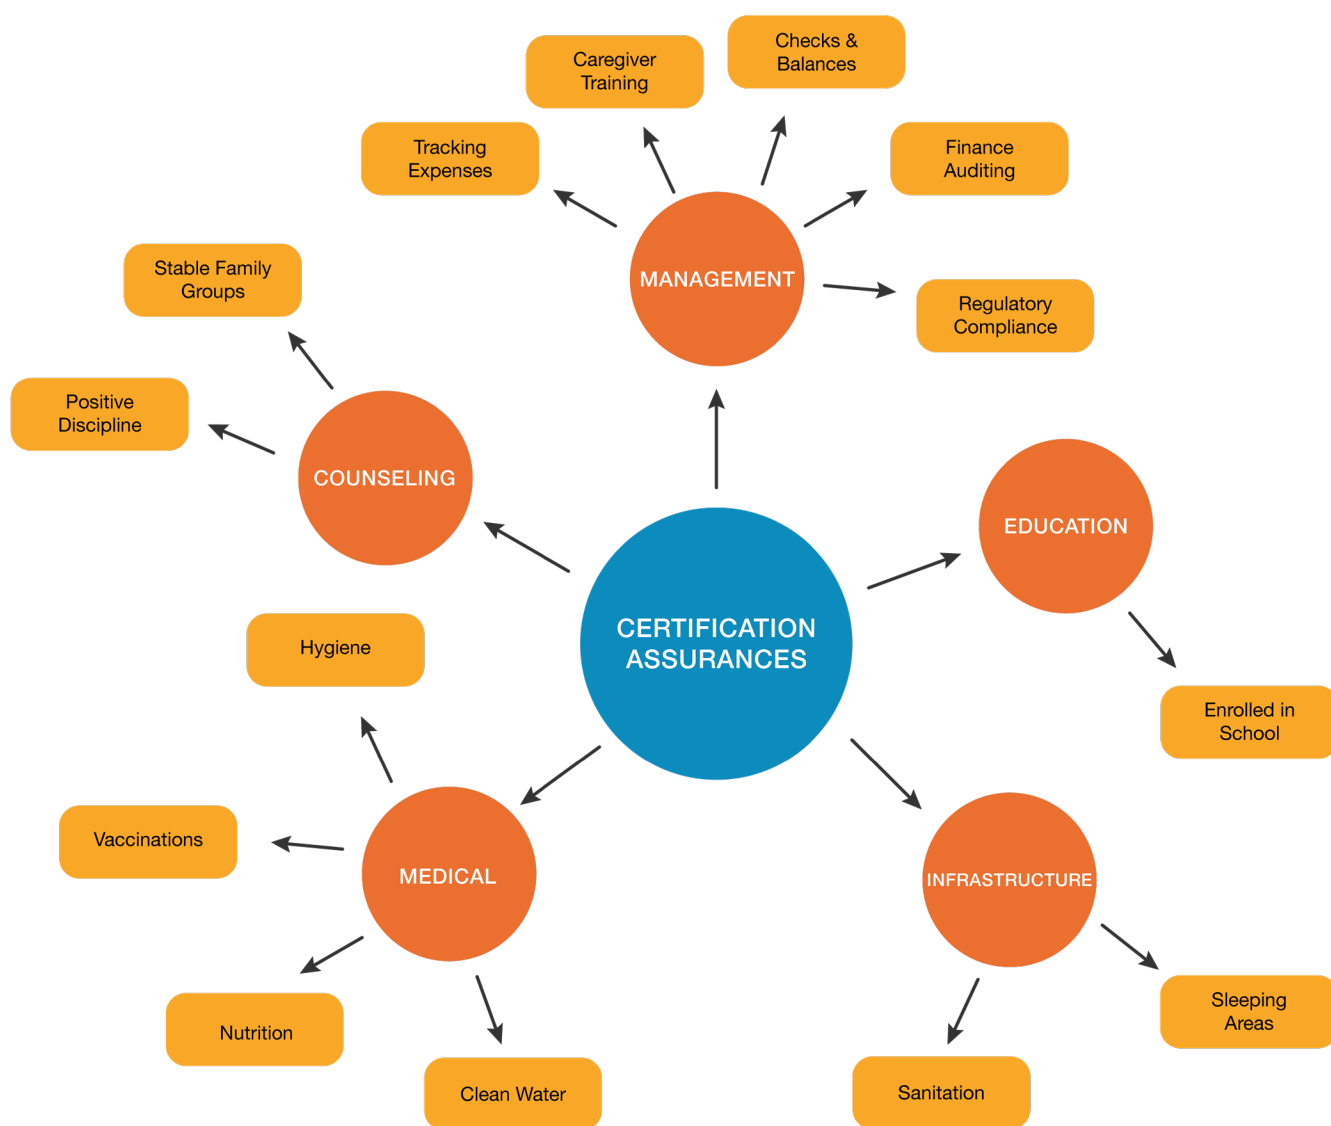 Checks &
Balances
Caregiver
Training
Tracking
Expenses
Finance
Auditing
MANAGEMENT
Regulatory
Compliance
Stable Family
Groups
Positive
Discipline
COUNSELING
EDUCATION
Enrolled in
School
CERTIFICATION
ASSURANCES
Hygiene
Vaccinations
MEDICAL
Nutrition
Clean Water
INFRASTRUCTURE
Sleeping
Areas
Sanitation